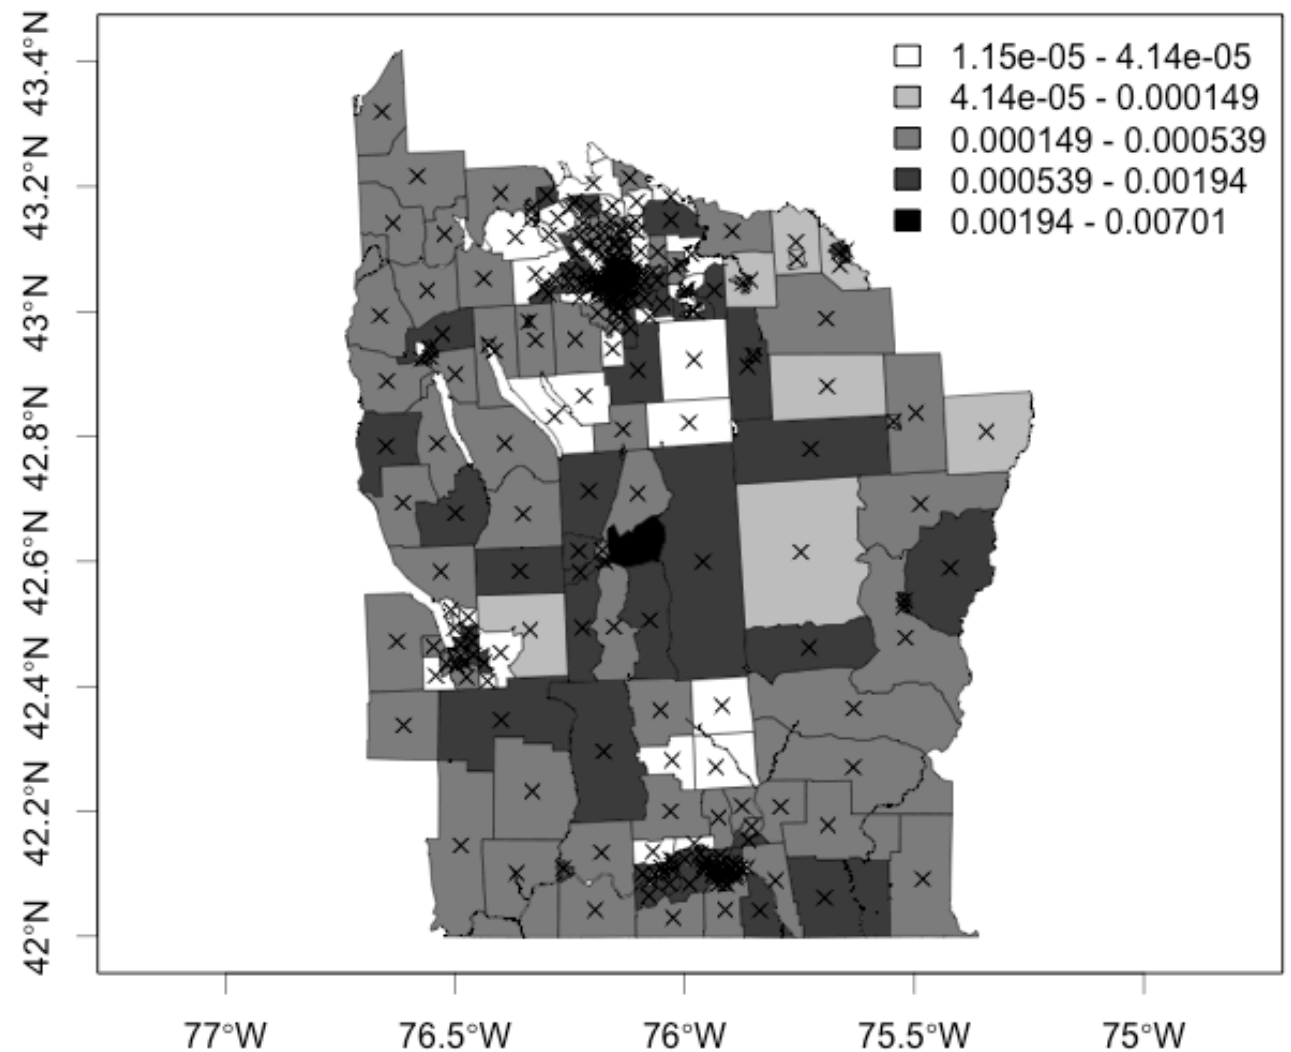 43.4°N
43.2°N
43°N
42.8°N
42.6°N
42.4°N
42.2°N
42°N
1.15e-05 - 4.14e-05
4.14e-05 - 0.000149
0.000149 - 0.000539
0.000539 - 0.00194
0.00194 - 0.00701
77°W
76.5°W
76°W
75.5°W
75°W